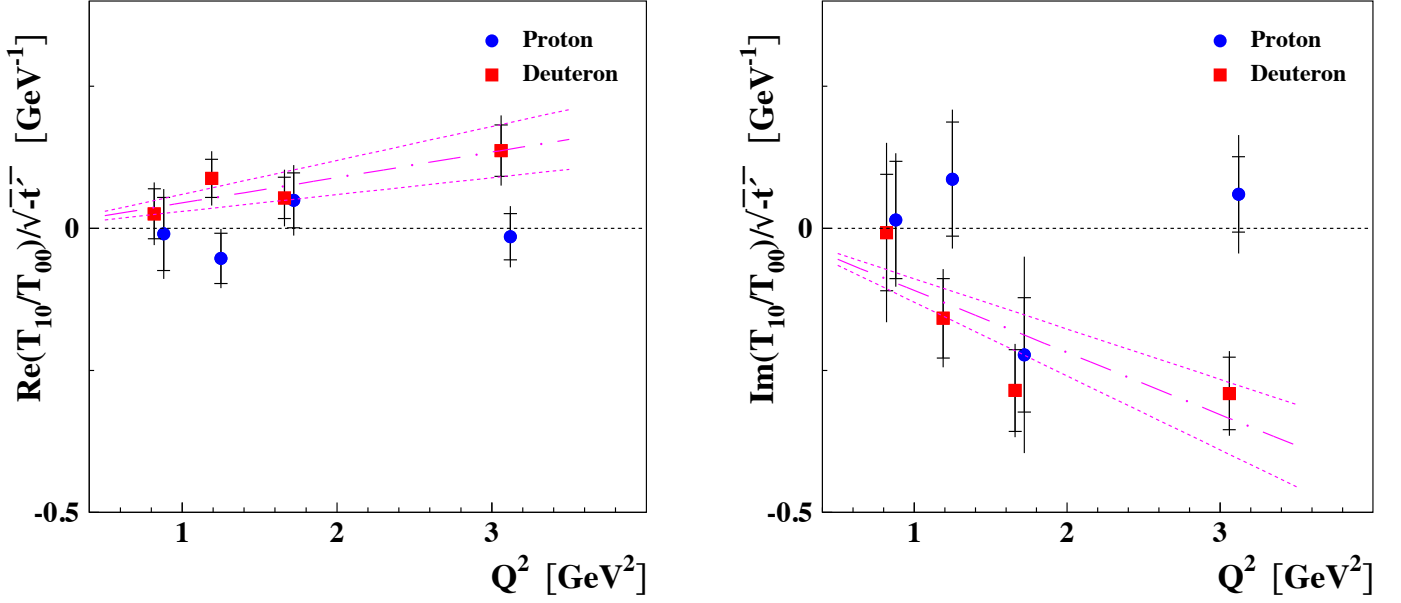 Re(T₁₀/T₀₀)/√-t′ [GeV⁻¹]
Proton
Deuteron
0
-0.5
1 2 3
Q² [GeV²]
Im(T₁₀/T₀₀)/√-t′ [GeV⁻¹]
Proton
Deuteron
0
-0.5
1 2 3
Q² [GeV²]